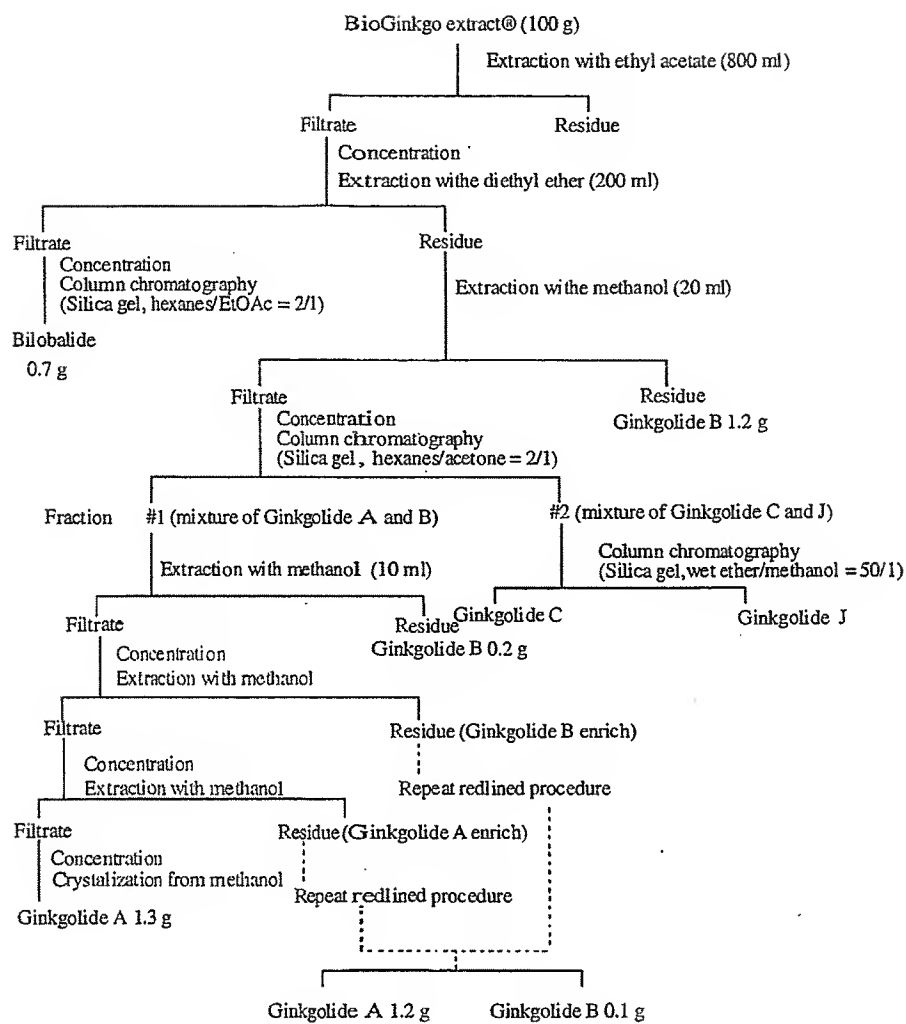 BioGinkgo extract® (100 g)
Extraction with ethyl acetate (800 ml)
Filtrate
Residue
Concentration
Extraction withe diethyl ether (200 ml)
Filtrate
Residue
Concentration
Column chromatography
(Silica gel, hexanes/EtOAc = 2/1)
Extraction withe methanol (20 ml)
Bilobalide
0.7 g
Filtrate
Residue
Ginkgolide B 1.2 g
Concentration
Column chromatography
(Silica gel, hexanes/acetone = 2/1)
Fraction #1 (mixture of Ginkgolide A and B)
#2 (mixture of Ginkgolide C and J)
Extraction with methanol (10 ml)
Column chromatography
(Silica gel, wet ether/methanol = 50/1)
Ginkgolide C
Ginkgolide J
Filtrate
Residue
Ginkgolide B 0.2 g
Concentration
Extraction with methanol
Filtrate
Residue (Ginkgolide B enrich)
Concentration
Extraction with methanol
Repeat redlined procedure
Filtrate
Residue (Ginkgolide A enrich)
Concentration
Crystalization from methanol
Repeat redlined procedure
Ginkgolide A 1.3 g
Ginkgolide A 1.2 g
Ginkgolide B 0.1 g